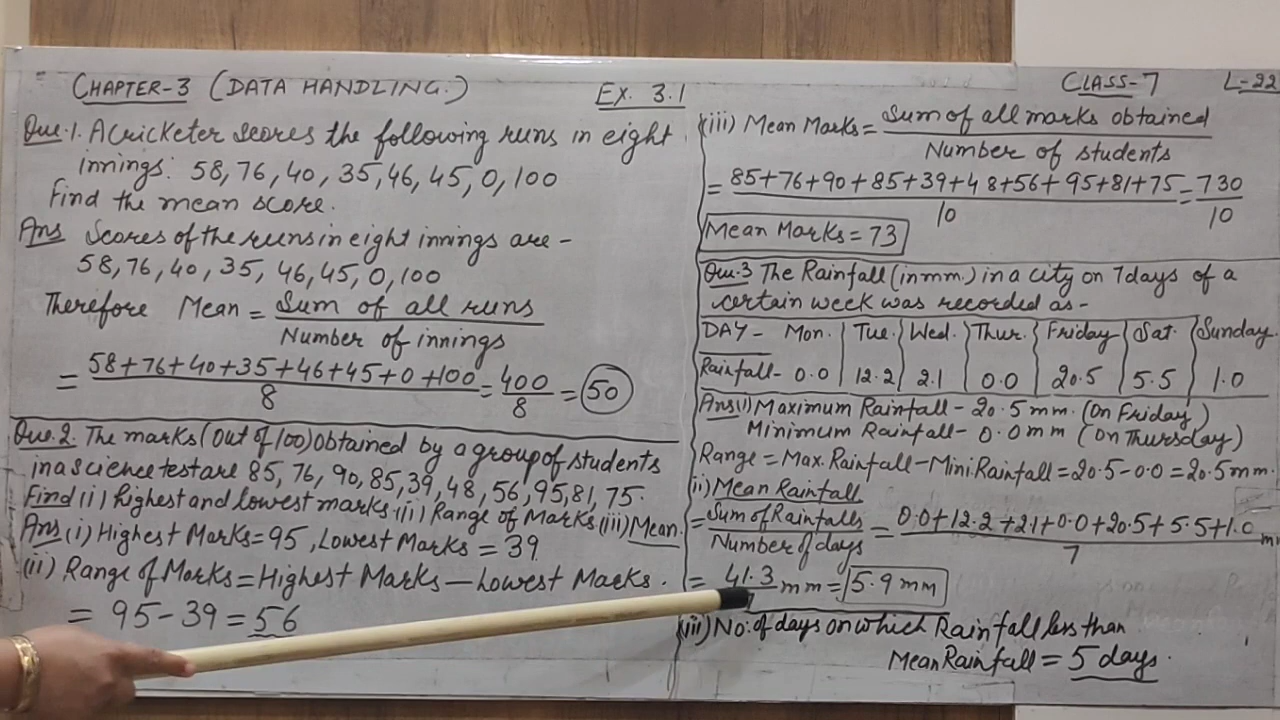 CHAPTER-3 (DATA HANDLING.)
EX. 3.1
CLASS-7
L-22
Que.1. A Cricketer scores the following runs in eight
innings: 58, 76, 40, 35, 46, 45, 0, 100
Find the mean score.
Ans Scores of the runs in eight innings are -
58, 76, 40, 35, 46, 45, 0, 100
Therefore Mean = Sum of all runs
Number of innings
= 58+76+40+35+46+45+0+100 = 400 = 50
8 8
Que.2. The marks (out of 100) obtained by a group of students
in a science test are 85, 76, 90, 85, 39, 48, 56, 95, 81, 75.
Find (i) highest and lowest marks (ii) Range of Marks (iii) Mean.
Ans (i) Highest Marks = 95, Lowest Marks = 39
(ii) Range of Marks = Highest Marks - Lowest Marks.
= 95-39 = 56
(iii) Mean Marks = Sum of all marks obtained
Number of students
= 85+76+90+85+39+48+56+95+81+75 = 730
10 10
Mean Marks = 73
Que.3 The Rainfall (in mm.) in a city on 7 days of a
certain week was recorded as -
DAY - Mon. Tue. Wed. Thur. Friday Sat. Sunday
Rainfall - 0.0 12.2 2.1 0.0 20.5 5.5 1.0
Ans (i) Maximum Rainfall - 20.5 mm. (On Friday)
Minimum Rainfall - 0.0 mm (On Thursday)
Range = Max. Rainfall - Mini. Rainfall = 20.5-0.0 = 20.5 mm.
(ii) Mean Rainfall
= Sum of Rainfalls = 0.0+12.2+2.1+0.0+20.5+5.5+1.0
Number of days 7
= 41.3 mm = 5.9 mm
(iii) No. of days on which Rainfall less than
Mean Rainfall = 5 days.